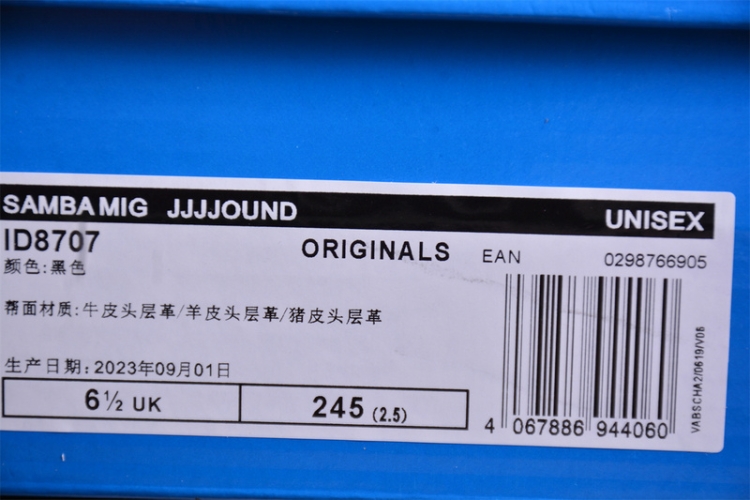 SAMBA MIG JJJJOUND
UNISEX
ID8707
ORIGINALS
EAN
0298766905
颜色:黑色
帮面材质:牛皮头层革/羊皮头层革/猪皮头层革
生产日期:2023年09月01日
6½ UK
245 (2.5)
4 067886 944060
VABSCHA2/0619/V06